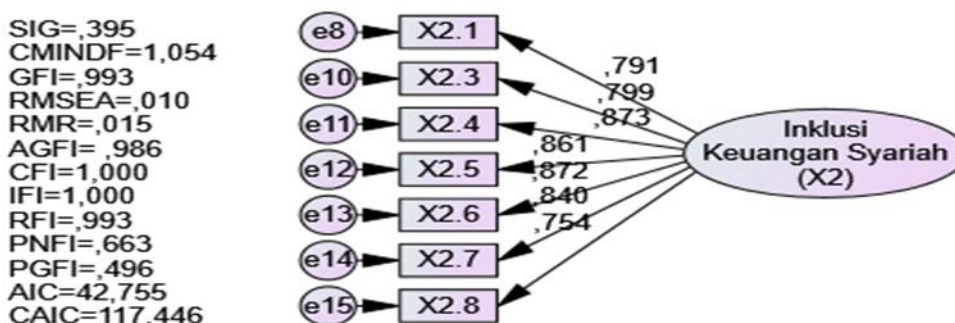 SIG=,395
CMINDF=1,054
GFI=,993
RMSEA=,010
RMR=,015
AGFI= ,986
CFI=1,000
IFI=1,000
RFI=,993
PNFI=,663
PGFI=,496
AIC=42,755
CAIC=117,446
e8
X2.1
e10
X2.3
e11
X2.4
e12
X2.5
e13
X2.6
e14
X2.7
e15
X2.8
,791
,799
,873
,861
,872
,840
,754
Inklusi
Keuangan Syariah
(X2)